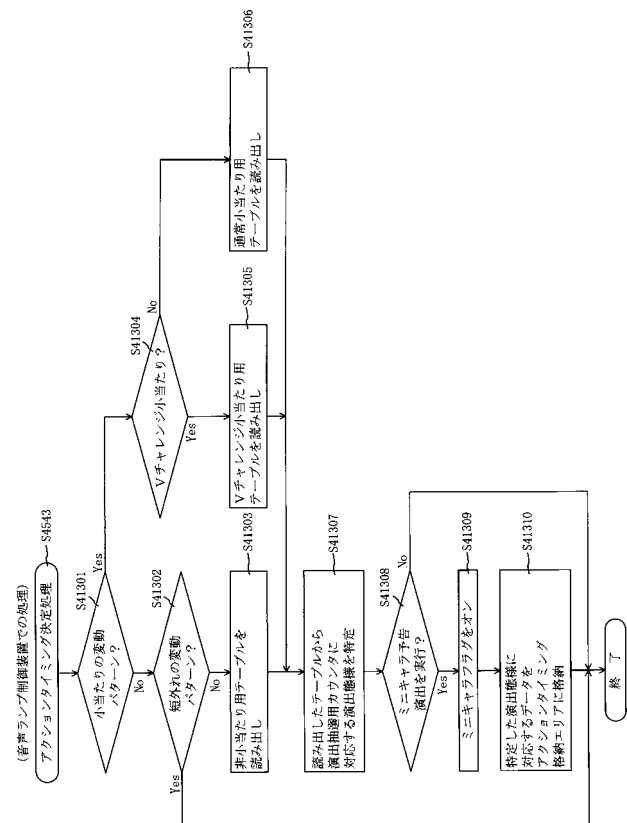 (音声ランプ制御装置での処理)
アクションタイミング決定処理
S4543
S41301
小当たりの変動
パターン?
Yes
No
S41302
短外れの変動
パターン?
Yes
No
S41303
非小当たり用テーブルを
読み出し
S41304
Vチャレンジ小当たり?
No
Yes
S41305
Vチャレンジ小当たり用
テーブルを読み出し
S41306
通常小当たり用
テーブルを読み出し
S41307
読み出したテーブルから
演出抽選用カウンタに
対応する演出態様を特定
S41308
ミニキャラ予告
演出を実行?
No
Yes
S41309
ミニキャラフラグをオン
S41310
特定した演出態様に
対応するデータを
アクションタイミング
格納エリアに格納
終 了